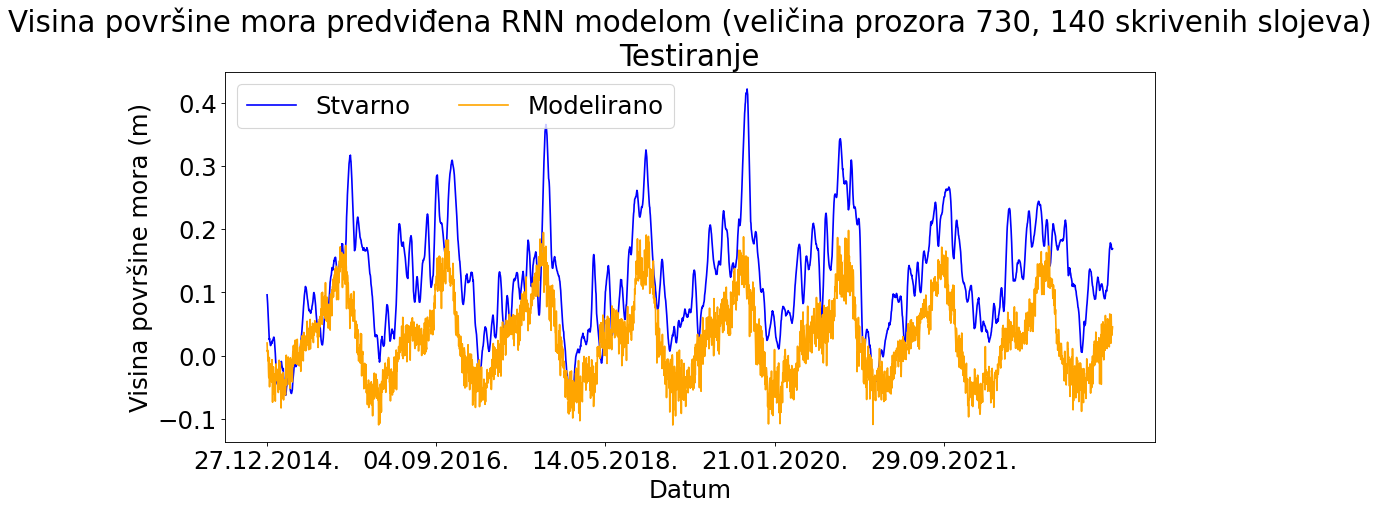 Visina površine mora predviđena RNN modelom (veličina prozora 730, 140 skrivenih slojeva)
Testiranje
Stvarno Modelirano
Visina površine mora (m)
0.4
0.3
0.2
0.1
0.0
−0.1
27.12.2014. 04.09.2016. 14.05.2018. 21.01.2020. 29.09.2021.
Datum